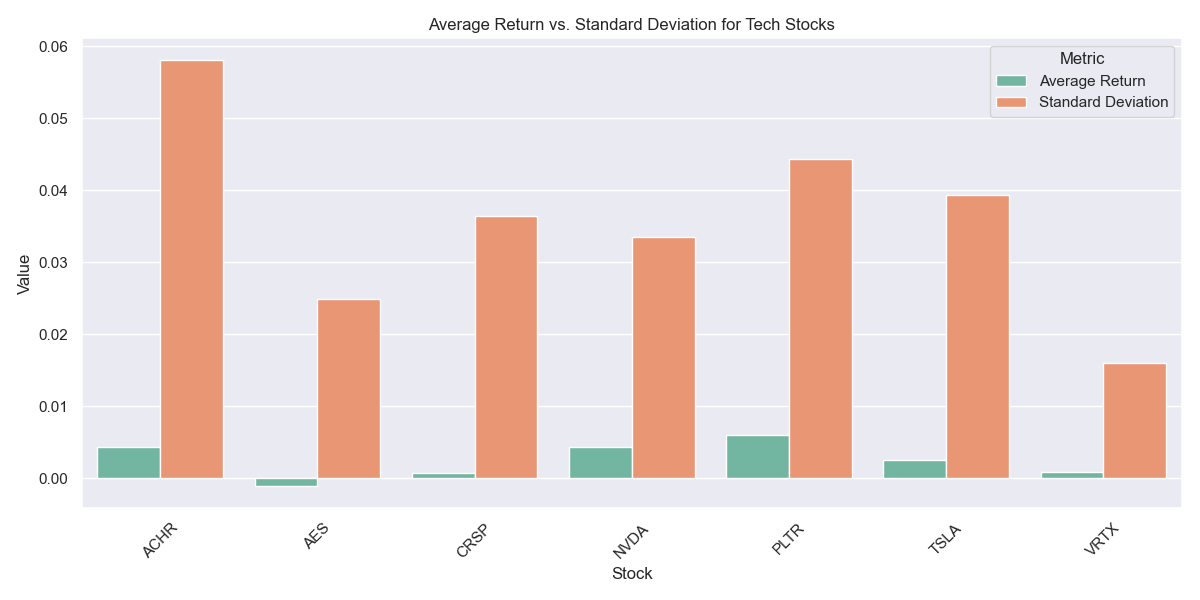 Average Return vs. Standard Deviation for Tech Stocks
Metric
Average Return
Standard Deviation
Value
0.06
0.05
0.04
0.03
0.02
0.01
0.00
ACHR
AES
CRSP
NVDA
PLTR
TSLA
VRTX
Stock